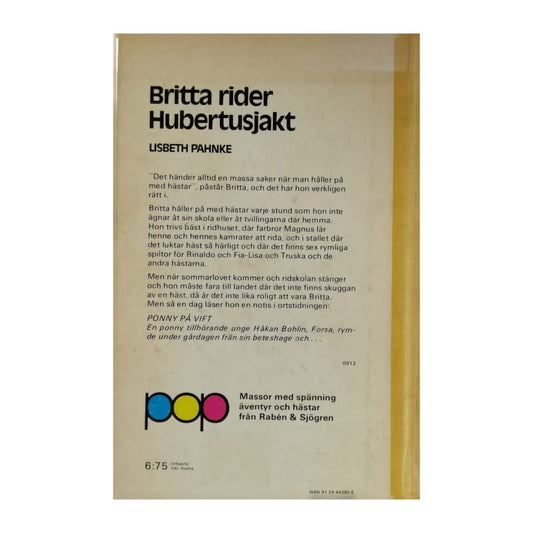 Britta rider
Hubertusjakt
LISBETH PAHNKE
"Det händer alltid en massa saker när man håller på
med hästar", påstår Britta, och det har hon verkligen
rätt i.
Britta håller på med hästar varje stund som hon inte
ägnar åt sin skola eller åt tvillingarna där hemma.
Hon trivs bäst i ridhuset, där farbror Magnus lär
henne och hennes kamrater att rida, och i stallet där
det luktar häst så härligt och där det finns sex rymliga
spiltor för Rinaldo och Fia-Lisa och Truska och de
andra hästarna.
Men när sommarlovet kommer och ridskolan stänger
och hon måste fara till landet där det inte finns skuggan
av en häst, då är det inte lika roligt att vara Britta.
Men så en dag läser hon en notis i ortstidningen:
PONNY PÅ VIFT
En ponny tillhörande unge Håkan Bohlin, Forsa, rym-
de under gårdagen från sin beteshage och...
0913
pop
Massor med spänning
äventyr och hästar
från Rabén & Sjögren
6:75 cirkapris
inkl. moms
ISBN 91 29 44280 6